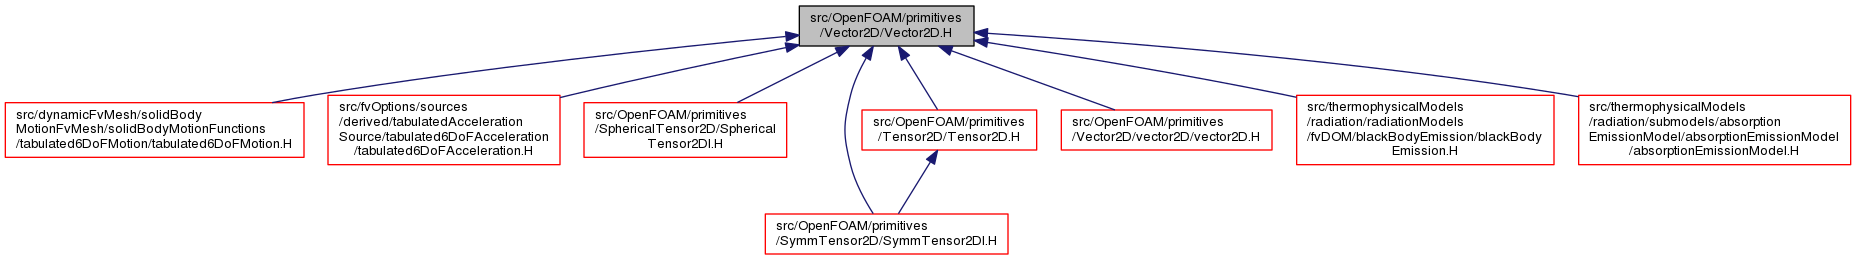 src/OpenFOAM/primitives
/Vector2D/Vector2D.H
src/dynamicFvMesh/solidBody
MotionFvMesh/solidBodyMotionFunctions
/tabulated6DoFMotion/tabulated6DoFMotion.H
src/fvOptions/sources
/derived/tabulatedAcceleration
Source/tabulated6DoFAcceleration
/tabulated6DoFAcceleration.H
src/OpenFOAM/primitives
/SphericalTensor2D/Spherical
Tensor2DI.H
src/OpenFOAM/primitives
/Tensor2D/Tensor2D.H
src/OpenFOAM/primitives
/Vector2D/vector2D/vector2D.H
src/thermophysicalModels
/radiation/radiationModels
/fvDOM/blackBodyEmission/blackBody
Emission.H
src/thermophysicalModels
/radiation/submodels/absorption
EmissionModel/absorptionEmissionModel
/absorptionEmissionModel.H
src/OpenFOAM/primitives
/SymmTensor2D/SymmTensor2DI.H